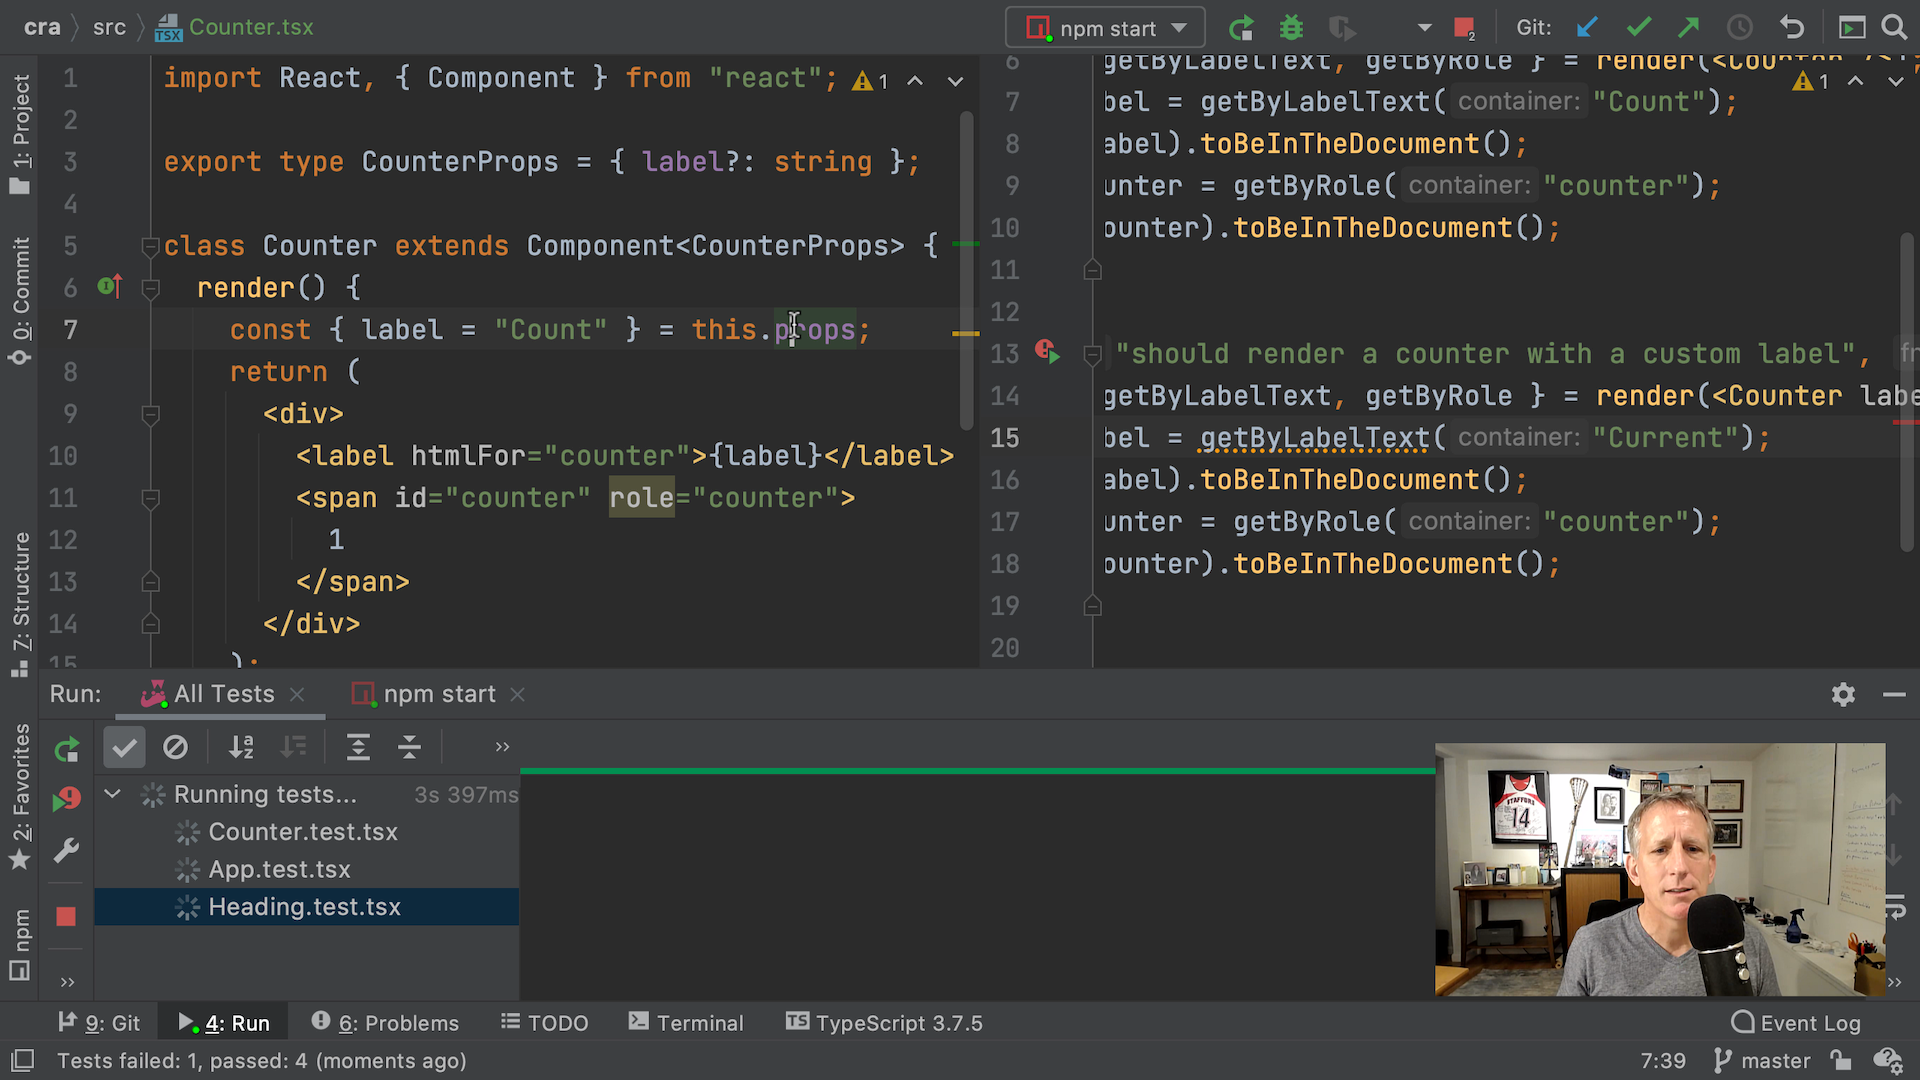 cra src Counter.tsx npm start Git:
1: Project
0: Commit
7: Structure
2: Favorites
npm
1 import React, { Component } from "react"; 1
2
3 export type CounterProps = { label?: string };
4
5 class Counter extends Component<CounterProps> {
6 render() {
7 const { label = "Count" } = this.props;
8 return (
9 <div>
10 <label htmlFor="counter">{label}</label>
11 <span id="counter" role="counter">
12 1
13 </span>
14 </div>
15 );
6 getByLabelText, getByRole } = render(<Counter />); 1
7 bel = getByLabelText( container: "Count");
8 abel).toBeInTheDocument();
9 unter = getByRole( container: "counter");
10 ounter).toBeInTheDocument();
11
12
13 "should render a counter with a custom label",
14 getByLabelText, getByRole } = render(<Counter labe
15 bel = getByLabelText( container: "Current");
16 abel).toBeInTheDocument();
17 unter = getByRole( container: "counter");
18 ounter).toBeInTheDocument();
19
20
Run: All Tests npm start
Running tests... 3s 397ms
Counter.test.tsx
App.test.tsx
Heading.test.tsx
STAFFORD
14
9: Git 4: Run 6: Problems TODO Terminal TypeScript 3.7.5 Event Log
Tests failed: 1, passed: 4 (moments ago) 7:39 master